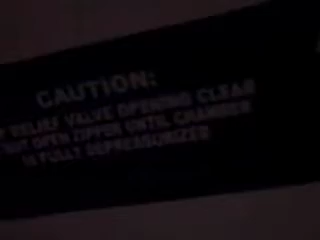 CAUTION:
RELIEF VALVE OPENING CLEAR
NOT OPEN ZIPPER UNTIL CHAMBER
IS FULLY DEPRESSURIZED